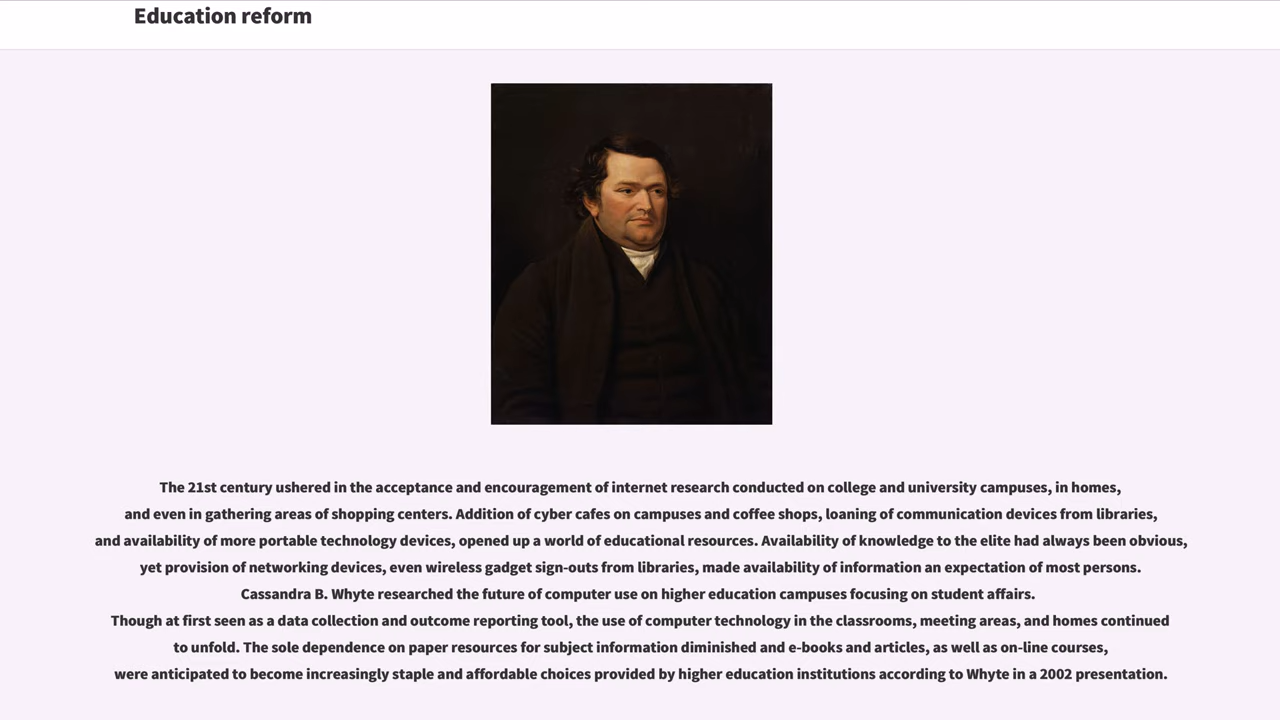 Education reform
The 21st century ushered in the acceptance and encouragement of internet research conducted on college and university campuses, in homes,
and even in gathering areas of shopping centers. Addition of cyber cafes on campuses and coffee shops, loaning of communication devices from libraries,
and availability of more portable technology devices, opened up a world of educational resources. Availability of knowledge to the elite had always been obvious,
yet provision of networking devices, even wireless gadget sign-outs from libraries, made availability of information an expectation of most persons.
Cassandra B. Whyte researched the future of computer use on higher education campuses focusing on student affairs.
Though at first seen as a data collection and outcome reporting tool, the use of computer technology in the classrooms, meeting areas, and homes continued
to unfold. The sole dependence on paper resources for subject information diminished and e-books and articles, as well as on-line courses,
were anticipated to become increasingly staple and affordable choices provided by higher education institutions according to Whyte in a 2002 presentation.